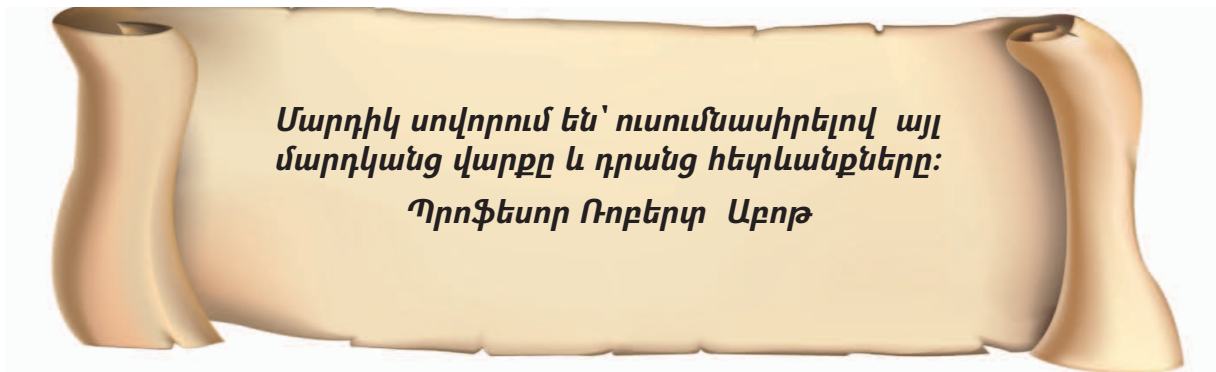 Մարդիկ սովորում են՝ ուսումնասիրելով այլ
մարդկանց վարքը և դրանց հետևանքները:
Պրոֆեսոր Ռոբերտ Աբոթ